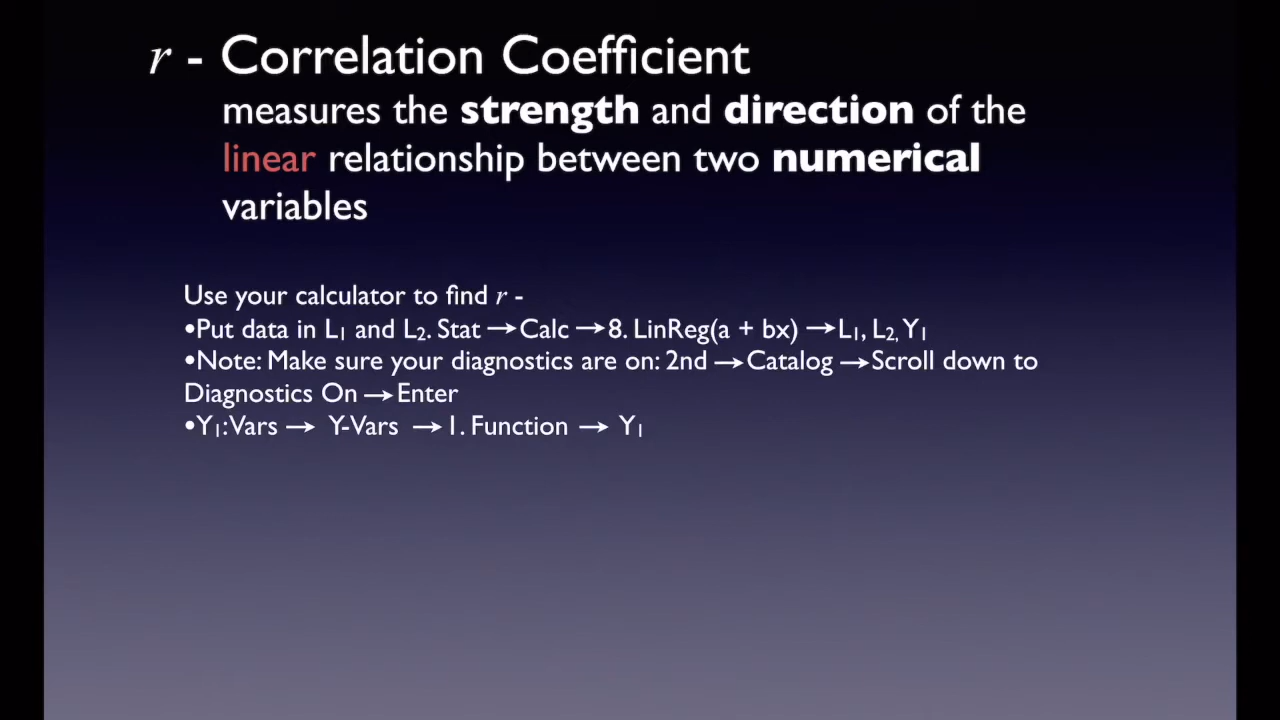 r - Correlation Coefficient
measures the strength and direction of the
linear relationship between two numerical
variables
Use your calculator to find r -
•Put data in L₁ and L₂. Stat →Calc →8. LinReg(a + bx) →L₁, L₂, Y₁
•Note: Make sure your diagnostics are on: 2nd →Catalog →Scroll down to
Diagnostics On →Enter
•Y₁: Vars → Y-Vars →1. Function → Y₁